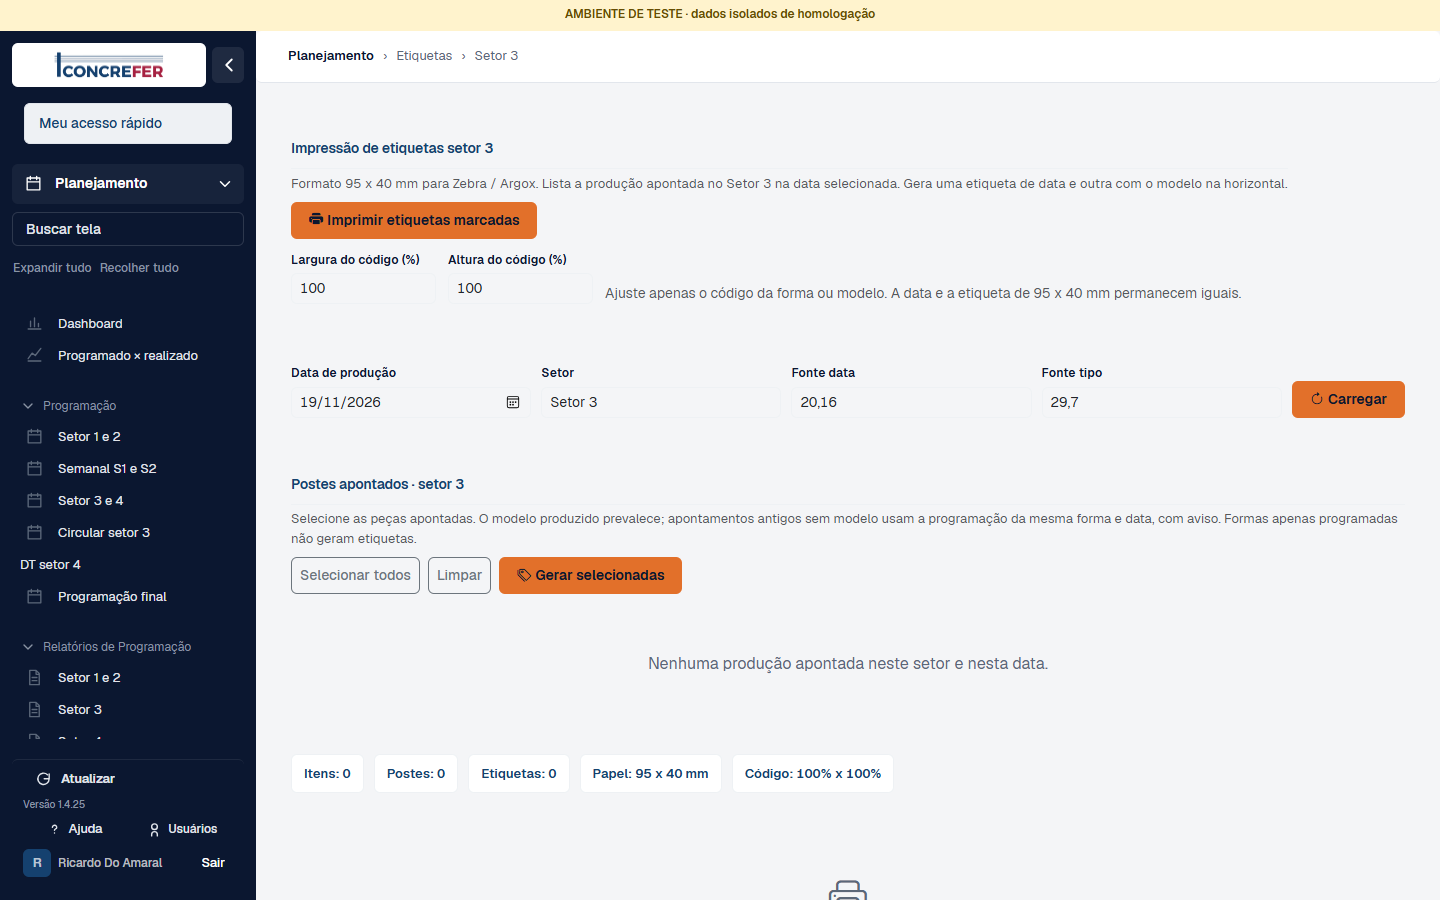 AMBIENTE DE TESTE · dados isolados de homologação
CONCREFER
Meu acesso rápido
Planejamento
Buscar tela
Expandir tudo Recolher tudo
Dashboard
Programado × realizado
Programação
Setor 1 e 2
Semanal S1 e S2
Setor 3 e 4
Circular setor 3
DT setor 4
Programação final
Relatórios de Programação
Setor 1 e 2
Setor 3
Atualizar
Versão 1.4.25
? Ajuda Usuários
R Ricardo Do Amaral Sair
Planejamento › Etiquetas › Setor 3
Impressão de etiquetas setor 3
Formato 95 x 40 mm para Zebra / Argox. Lista a produção apontada no Setor 3 na data selecionada. Gera uma etiqueta de data e outra com o modelo na horizontal.
Imprimir etiquetas marcadas
Largura do código (%) Altura do código (%)
100 100 Ajuste apenas o código da forma ou modelo. A data e a etiqueta de 95 x 40 mm permanecem iguais.
Data de produção Setor Fonte data Fonte tipo
19/11/2026 Setor 3 20,16 29,7 Carregar
Postes apontados · setor 3
Selecione as peças apontadas. O modelo produzido prevalece; apontamentos antigos sem modelo usam a programação da mesma forma e data, com aviso. Formas apenas programadas
não geram etiquetas.
Selecionar todos Limpar Gerar selecionadas
Nenhuma produção apontada neste setor e nesta data.
Itens: 0 Postes: 0 Etiquetas: 0 Papel: 95 x 40 mm Código: 100% x 100%